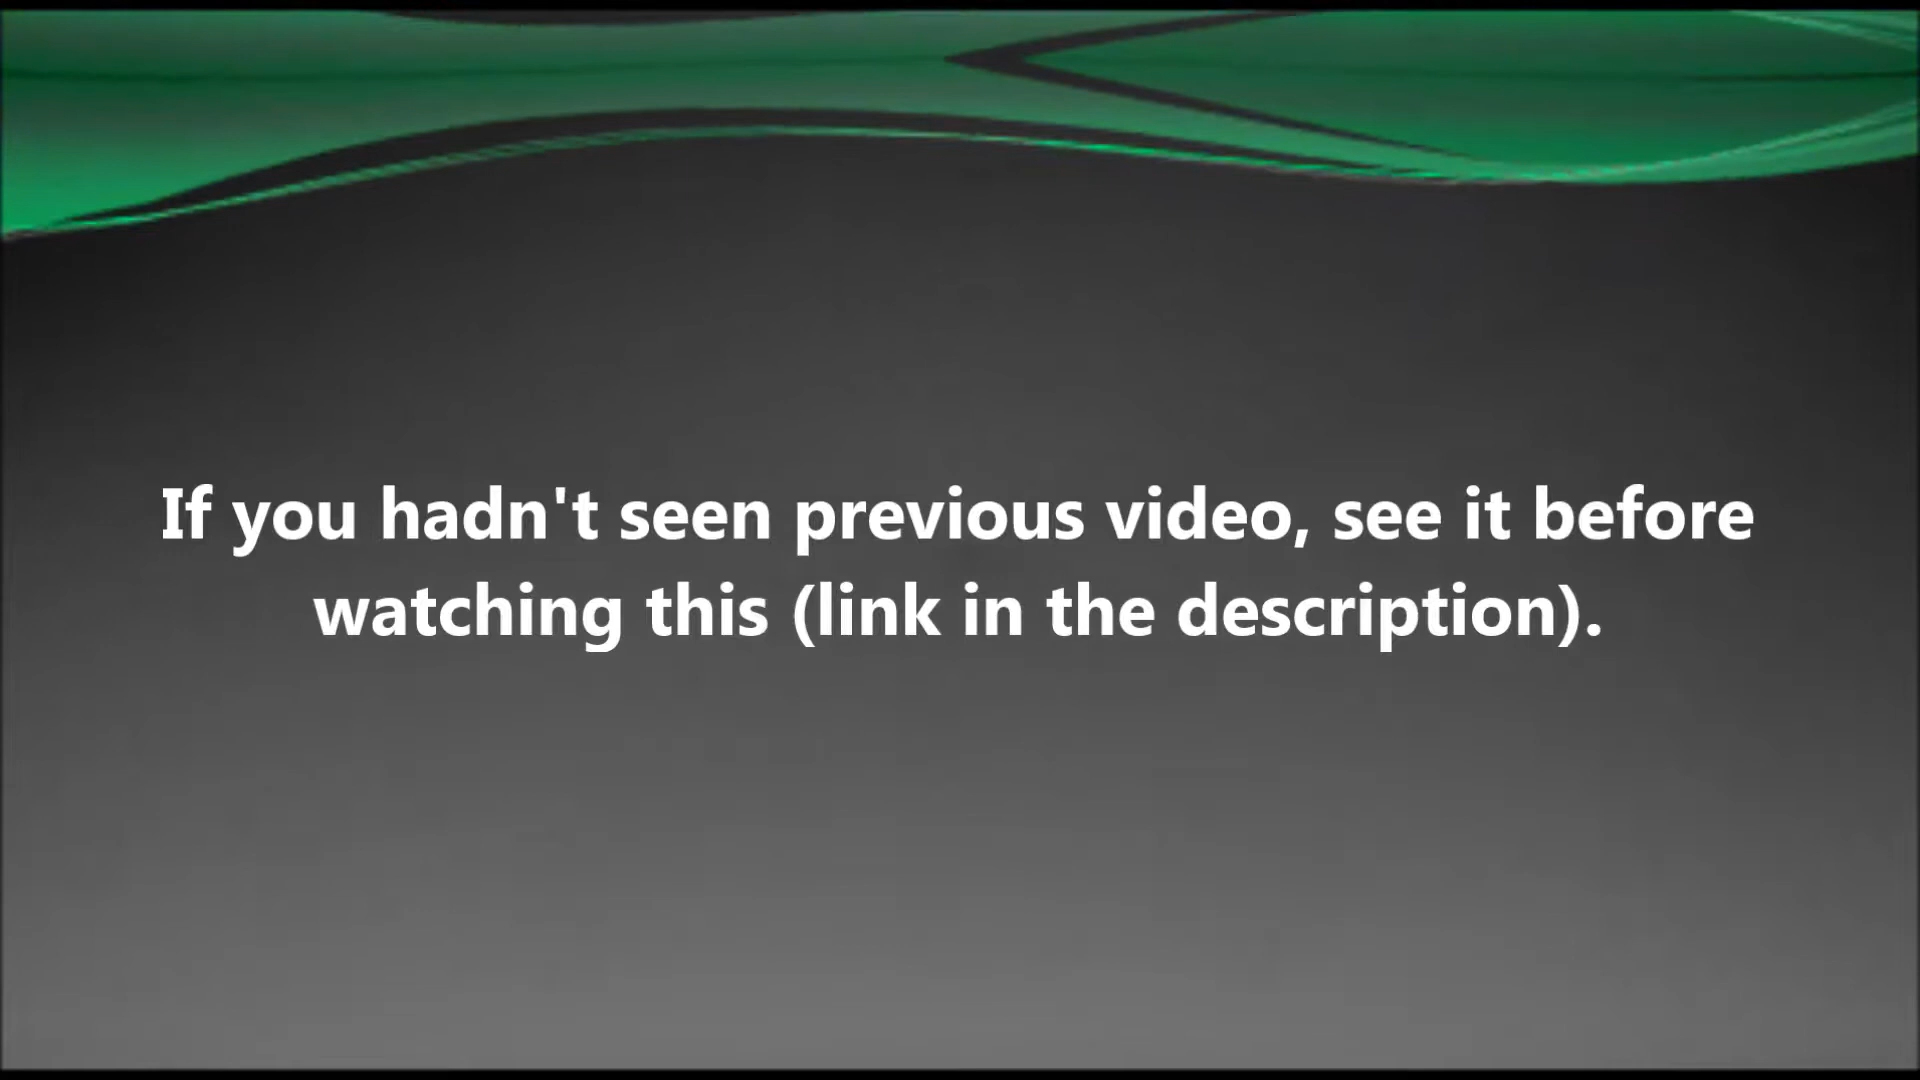 If you hadn't seen previous video, see it before
watching this (link in the description).